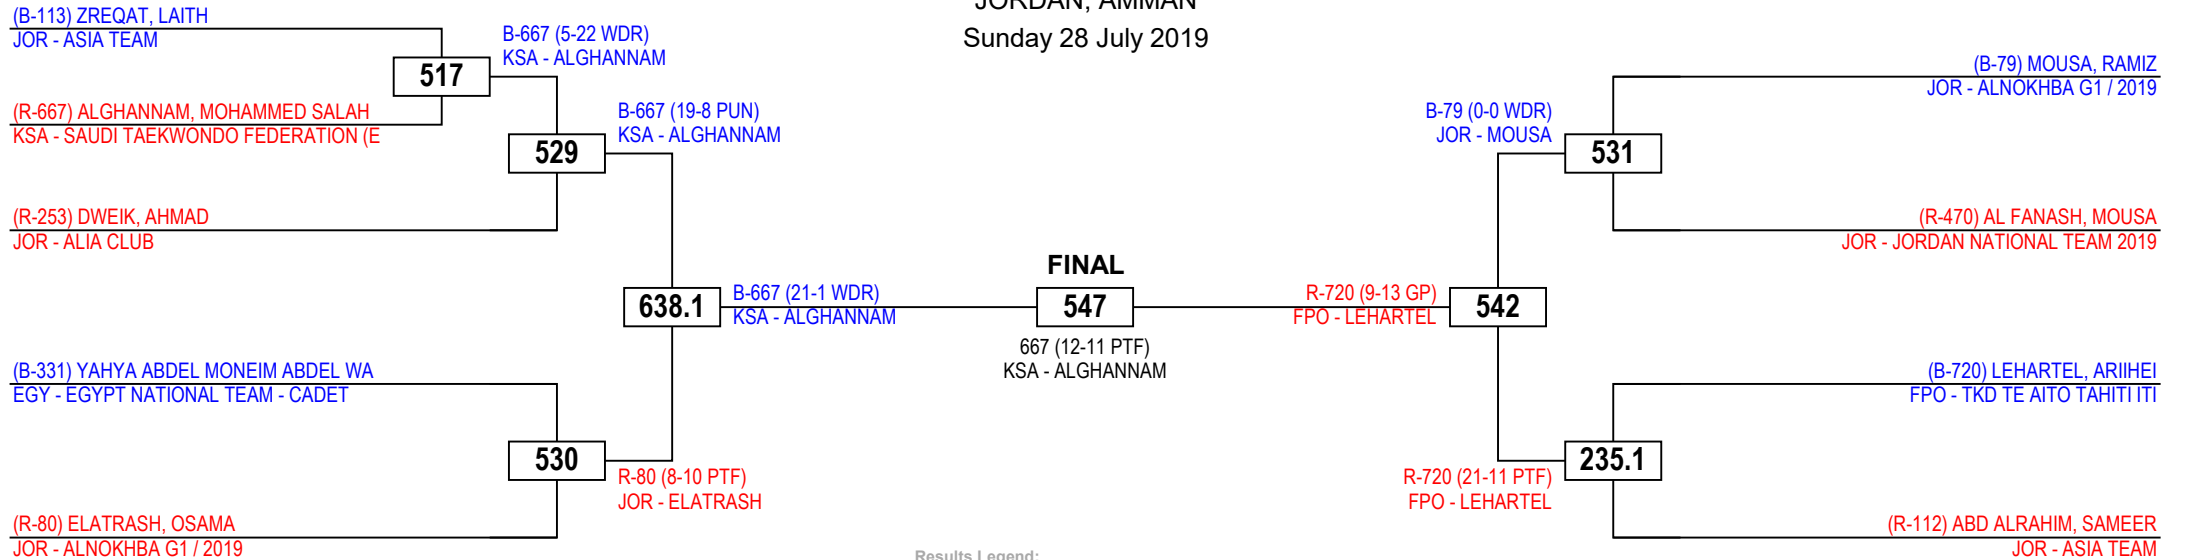 JORDAN, AMMAN
Sunday 28 July 2019
(B-113) ZREQAT, LAITH
JOR - ASIA TEAM
517
B-667 (5-22 WDR)
KSA - ALGHANNAM
(R-667) ALGHANNAM, MOHAMMED SALAH
KSA - SAUDI TAEKWONDO FEDERATION (E
529
B-667 (19-8 PUN)
KSA - ALGHANNAM
(R-253) DWEIK, AHMAD
JOR - ALIA CLUB
638.1
B-667 (21-1 WDR)
KSA - ALGHANNAM
(B-331) YAHYA ABDEL MONEIM ABDEL WA
EGY - EGYPT NATIONAL TEAM - CADET
530
R-80 (8-10 PTF)
JOR - ELATRASH
(R-80) ELATRASH, OSAMA
JOR - ALNOKHBA G1 / 2019
FINAL
547
667 (12-11 PTF)
KSA - ALGHANNAM
(B-79) MOUSA, RAMIZ
JOR - ALNOKHBA G1 / 2019
B-79 (0-0 WDR)
JOR - MOUSA
531
(R-470) AL FANASH, MOUSA
JOR - JORDAN NATIONAL TEAM 2019
R-720 (9-13 GP)
FPO - LEHARTEL
542
(B-720) LEHARTEL, ARIIHEI
FPO - TKD TE AITO TAHITI ITI
235.1
R-720 (21-11 PTF)
FPO - LEHARTEL
(R-112) ABD ALRAHIM, SAMEER
JOR - ASIA TEAM
Results Legend: